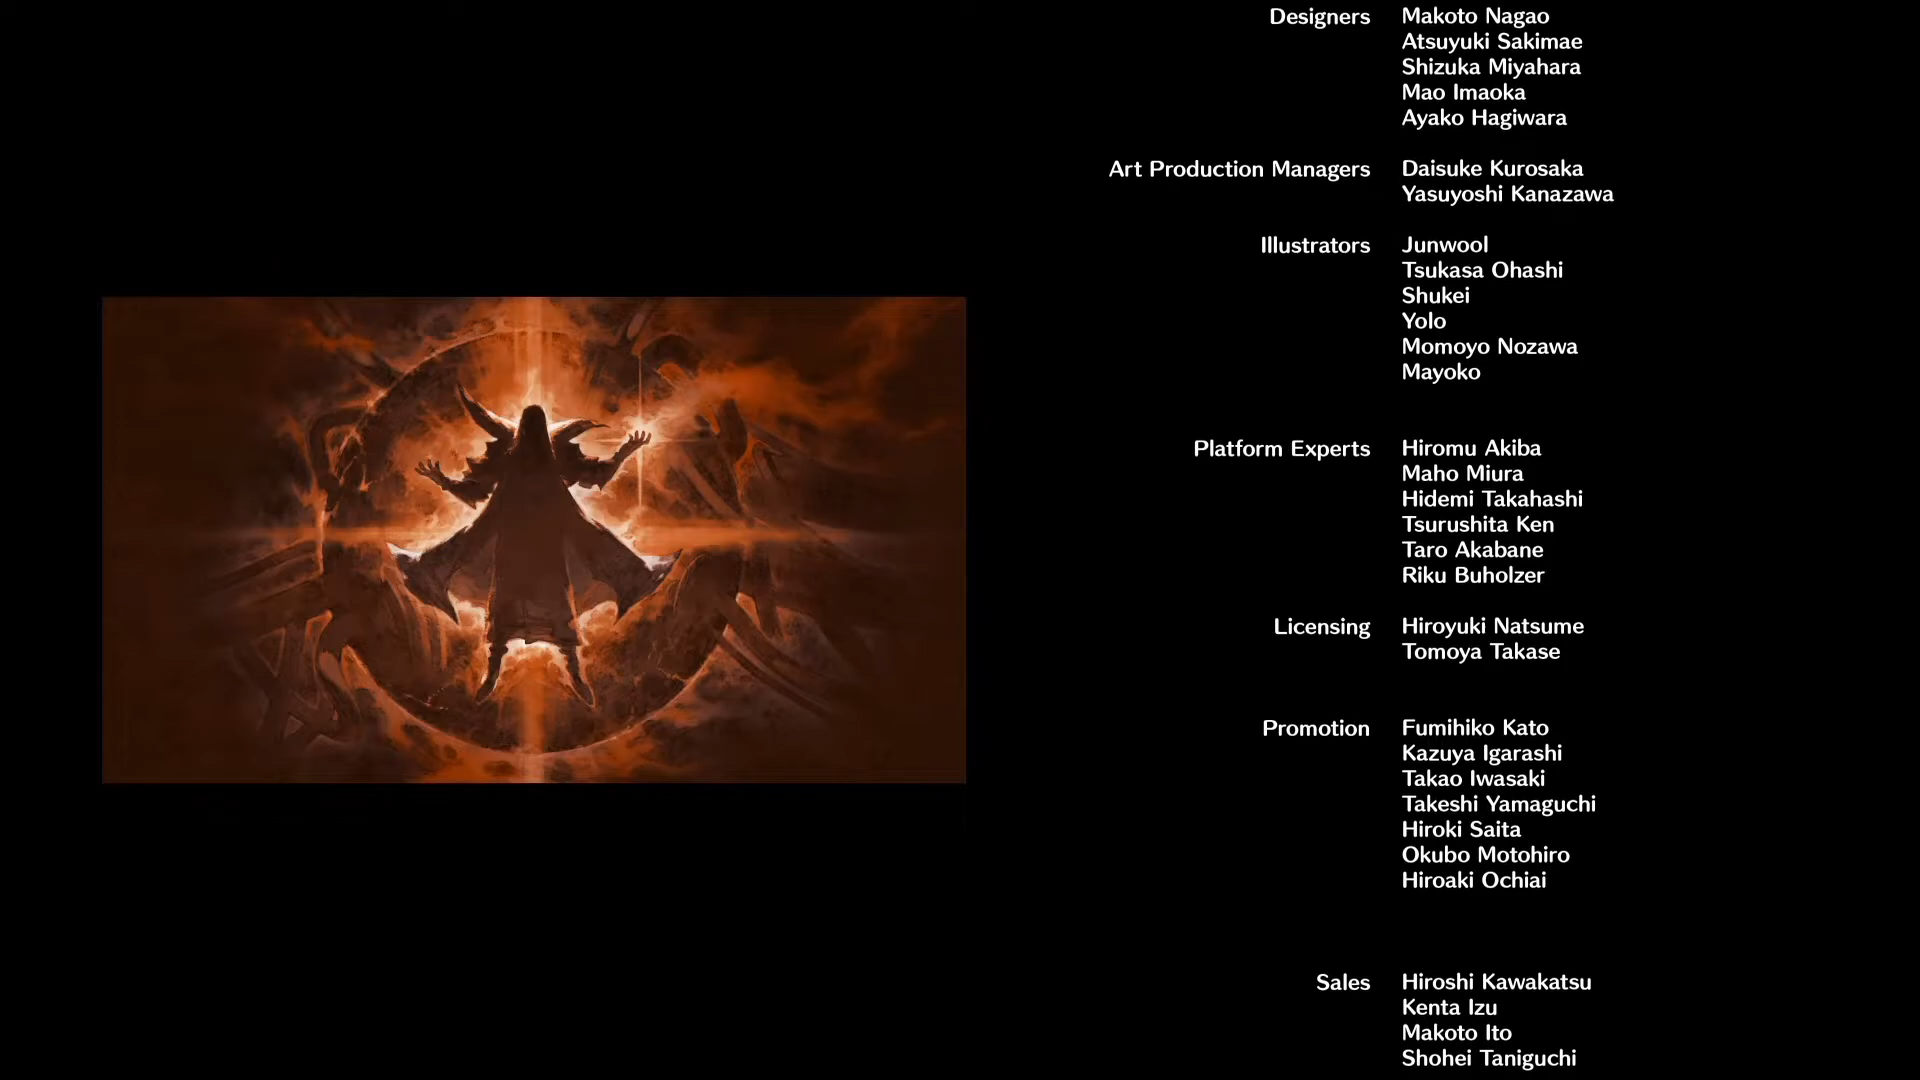 Designers Makoto Nagao
Atsuyuki Sakimae
Shizuka Miyahara
Mao Imaoka
Ayako Hagiwara
Art Production Managers Daisuke Kurosaka
Yasuyoshi Kanazawa
Illustrators Junwool
Tsukasa Ohashi
Shukei
Yolo
Momoyo Nozawa
Mayoko
Platform Experts Hiromu Akiba
Maho Miura
Hidemi Takahashi
Tsurushita Ken
Taro Akabane
Riku Buholzer
Licensing Hiroyuki Natsume
Tomoya Takase
Promotion Fumihiko Kato
Kazuya Igarashi
Takao Iwasaki
Takeshi Yamaguchi
Hiroki Saita
Okubo Motohiro
Hiroaki Ochiai
Sales Hiroshi Kawakatsu
Kenta Izu
Makoto Ito
Shohei Taniguchi